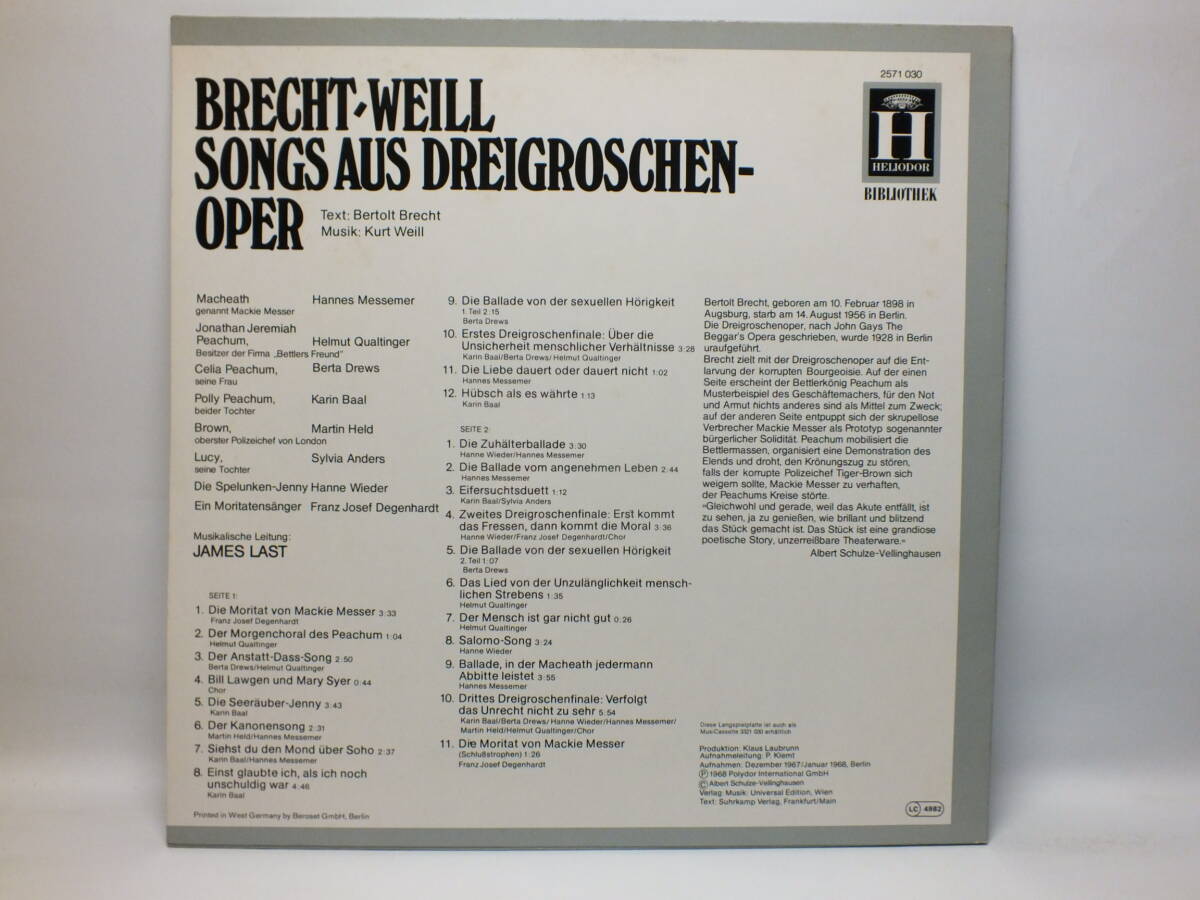 2571 030
H
HELIODOR
BIBLIOTHEK
BRECHT-WEILL
SONGS AUS DREIGROSCHEN-
OPER
Text: Bertolt Brecht
Musik: Kurt Weill
Macheath Hannes Messemer
genannt Mackie Messer
Jonathan Jeremiah
Peachum, Helmut Qualtinger
Besitzer der Firma „Bettlers Freund"
Celia Peachum, Berta Drews
seine Frau
Polly Peachum, Karin Baal
beider Tochter
Brown, Martin Held
oberster Polizeichef von London
Lucy, Sylvia Anders
seine Tochter
Die Spelunken-Jenny Hanne Wieder
Ein Moritatensänger Franz Josef Degenhardt
Musikalische Leitung:
JAMES LAST
SEITE 1:
1. Die Moritat von Mackie Messer 3:33
Franz Josef Degenhardt
2. Der Morgenchoral des Peachum 1:04
Helmut Qualtinger
3. Der Anstatt-Dass-Song 2:50
Berta Drews/Helmut Qualtinger
4. Bill Lawgen und Mary Syer 0:44
Chor
5. Die Seeräuber-Jenny 3:43
Karin Baal
6. Der Kanonensong 2:31
Martin Held/Hannes Messemer
7. Siehst du den Mond über Soho 2:37
Karin Baal/Hannes Messemer
8. Einst glaubte ich, als ich noch
unschuldig war 4:46
Karin Baal
Printed in West Germany by Beroset GmbH, Berlin
9. Die Ballade von der sexuellen Hörigkeit
1. Teil 2:15
Berta Drews
10. Erstes Dreigroschenfinale: Über die
Unsicherheit menschlicher Verhältnisse 3:28
Karin Baal/Berta Drews/Helmut Qualtinger
11. Die Liebe dauert oder dauert nicht 1:02
Hannes Messemer
12. Hübsch als es währte 1:13
Karin Baal
SEITE 2:
1. Die Zuhälterballade 3:30
Hanne Wieder/Hannes Messemer
2. Die Ballade vom angenehmen Leben 2:44
Hannes Messemer
3. Eifersuchtsduett 1:12
Karin Baal/Sylvia Anders
4. Zweites Dreigroschenfinale: Erst kommt
das Fressen, dann kommt die Moral 3:36
Hanne Wieder/Franz Josef Degenhardt/Chor
5. Die Ballade von der sexuellen Hörigkeit
2. Teil 1:07
Berta Drews
6. Das Lied von der Unzulänglichkeit mensch-
lichen Strebens 1:35
Helmut Qualtinger
7. Der Mensch ist gar nicht gut 0:26
Helmut Qualtinger
8. Salomo-Song 3:24
Hanne Wieder
9. Ballade, in der Macheath jedermann
Abbitte leistet 3:55
Hannes Messemer
10. Drittes Dreigroschenfinale: Verfolgt
das Unrecht nicht zu sehr 5:54
Karin Baal/Berta Drews/Hanne Wieder/Hannes Messemer/
Martin Held/Helmut Qualtinger/Chor
11. Die Moritat von Mackie Messer
(Schlußstrophen) 1:26
Franz Josef Degenhardt
Bertolt Brecht, geboren am 10. Februar 1898 in
Augsburg, starb am 14. August 1956 in Berlin.
Die Dreigroschenoper, nach John Gays The
Beggar's Opera geschrieben, wurde 1928 in Berlin
uraufgeführt.
Brecht zielt mit der Dreigroschenoper auf die Ent-
larvung der korrupten Bourgeoisie. Auf der einen
Seite erscheint der Bettlerkönig Peachum als
Musterbeispiel des Geschäftemachers, für den Not
und Armut nichts anderes sind als Mittel zum Zweck;
auf der anderen Seite entpuppt sich der skrupellose
Verbrecher Mackie Messer als Prototyp sogenannter
bürgerlicher Solidität. Peachum mobilisiert die
Bettlermassen, organisiert eine Demonstration des
Elends und droht, den Krönungszug zu stören,
falls der korrupte Polizeichef Tiger-Brown sich
weigern sollte, Mackie Messer zu verhaften,
der Peachums Kreise störte.
»Gleichwohl und gerade, weil das Akute entfällt, ist
zu sehen, ja zu genießen, wie brillant und blitzend
das Stück gemacht ist. Das Stück ist eine grandiose
poetische Story, unzerreißbare Theaterware.«
Albert Schulze-Vellinghausen
Diese Langspielplatte ist auch als
Musi-Cassette 3321 030 erhältlich
Produktion: Klaus Laubrunn
Aufnahmeleitung: P. Klemt
Aufnahmen: Dezember 1967/Januar 1968, Berlin
Ⓟ 1968 Polydor International GmbH
© Albert Schulze-Vellinghausen
Verlag: Musik: Universal Edition, Wien
Text: Suhrkamp Verlag, Frankfurt/Main
LC 4982